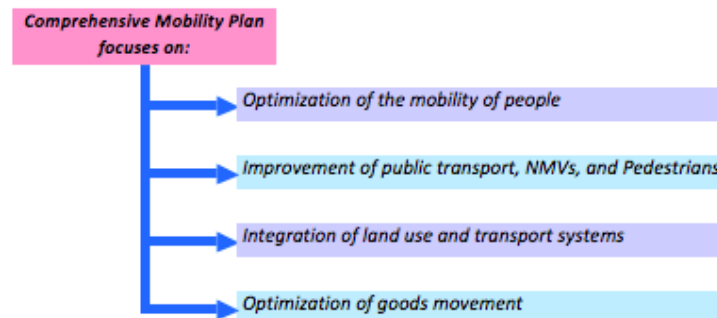 Comprehensive Mobility Plan
focuses on:
Optimization of the mobility of people
Improvement of public transport, NMVs, and Pedestrians
Integration of land use and transport systems
Optimization of goods movement